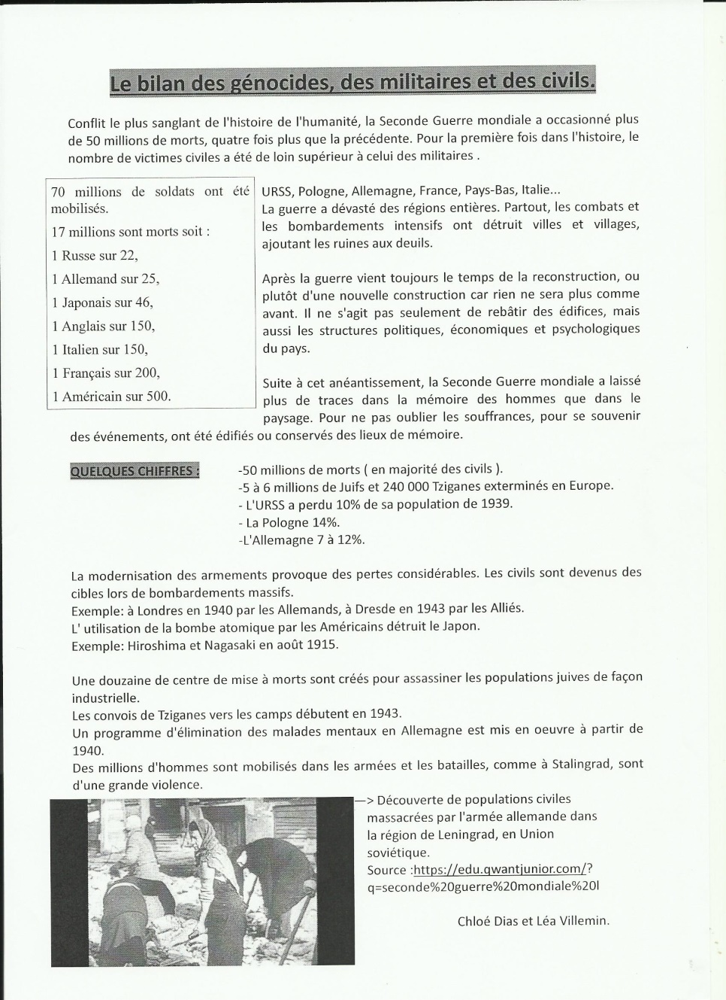 Le bilan des génocides, des militaires et des civils.
Conflit le plus sanglant de l'histoire de l'humanité, la Seconde Guerre mondiale a occasionné plus
de 50 millions de morts, quatre fois plus que la précédente. Pour la première fois dans l'histoire, le
nombre de victimes civiles a été de loin supérieur à celui des militaires .
70 millions de soldats ont été
mobilisés.
17 millions sont morts soit :
1 Russe sur 22,
1 Allemand sur 25,
1 Japonais sur 46,
1 Anglais sur 150,
1 Italien sur 150,
1 Français sur 200,
1 Américain sur 500.
URSS, Pologne, Allemagne, France, Pays-Bas, Italie...
La guerre a dévasté des régions entières. Partout, les combats et
les bombardements intensifs ont détruit villes et villages,
ajoutant les ruines aux deuils.
Après la guerre vient toujours le temps de la reconstruction, ou
plutôt d'une nouvelle construction car rien ne sera plus comme
avant. Il ne s'agit pas seulement de rebâtir des édifices, mais
aussi les structures politiques, économiques et psychologiques
du pays.
Suite à cet anéantissement, la Seconde Guerre mondiale a laissé
plus de traces dans la mémoire des hommes que dans le
paysage. Pour ne pas oublier les souffrances, pour se souvenir
des événements, ont été édifiés ou conservés des lieux de mémoire.
QUELQUES CHIFFRES :
-50 millions de morts ( en majorité des civils ).
-5 à 6 millions de Juifs et 240 000 Tziganes exterminés en Europe.
- L'URSS a perdu 10% de sa population de 1939.
- La Pologne 14%.
-L'Allemagne 7 à 12%.
La modernisation des armements provoque des pertes considérables. Les civils sont devenus des
cibles lors de bombardements massifs.
Exemple: à Londres en 1940 par les Allemands, à Dresde en 1943 par les Alliés.
L' utilisation de la bombe atomique par les Américains détruit le Japon.
Exemple: Hiroshima et Nagasaki en août 1915.
Une douzaine de centre de mise à morts sont créés pour assassiner les populations juives de façon
industrielle.
Les convois de Tziganes vers les camps débutent en 1943.
Un programme d'élimination des malades mentaux en Allemagne est mis en oeuvre à partir de
1940.
Des millions d'hommes sont mobilisés dans les armées et les batailles, comme à Stalingrad, sont
d'une grande violence.
—> Découverte de populations civiles
massacrées par l'armée allemande dans
la région de Leningrad, en Union
soviétique.
Source :https://edu.qwantjunior.com/?
q=seconde%20guerre%20mondiale%20l
Chloé Dias et Léa Villemin.